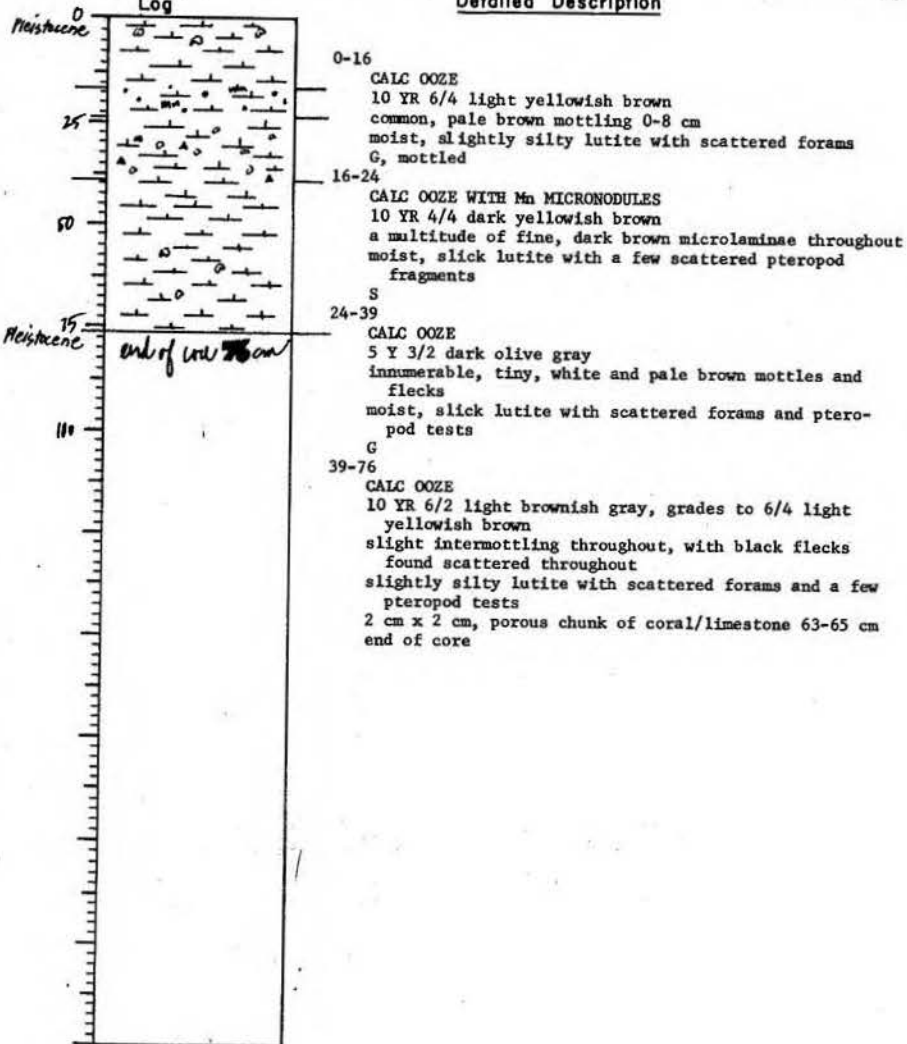 Log
Detailed Description
0
Pleistocene
25
50
75
Pleistocene
end of core 76 cm
110
Mn
Mn
0-16
CALC OOZE
10 YR 6/4 light yellowish brown
common, pale brown mottling 0-8 cm
moist, slightly silty lutite with scattered forams
G, mottled
16-24
CALC OOZE WITH Mn MICRONODULES
10 YR 4/4 dark yellowish brown
a multitude of fine, dark brown microlaminae throughout
moist, slick lutite with a few scattered pteropod
fragments
S
24-39
CALC OOZE
5 Y 3/2 dark olive gray
innumerable, tiny, white and pale brown mottles and
flecks
moist, slick lutite with scattered forams and ptero-
pod tests
G
39-76
CALC OOZE
10 YR 6/2 light brownish gray, grades to 6/4 light
yellowish brown
slight intermottling throughout, with black flecks
found scattered throughout
slightly silty lutite with scattered forams and a few
pteropod tests
2 cm x 2 cm, porous chunk of coral/limestone 63-65 cm
end of core